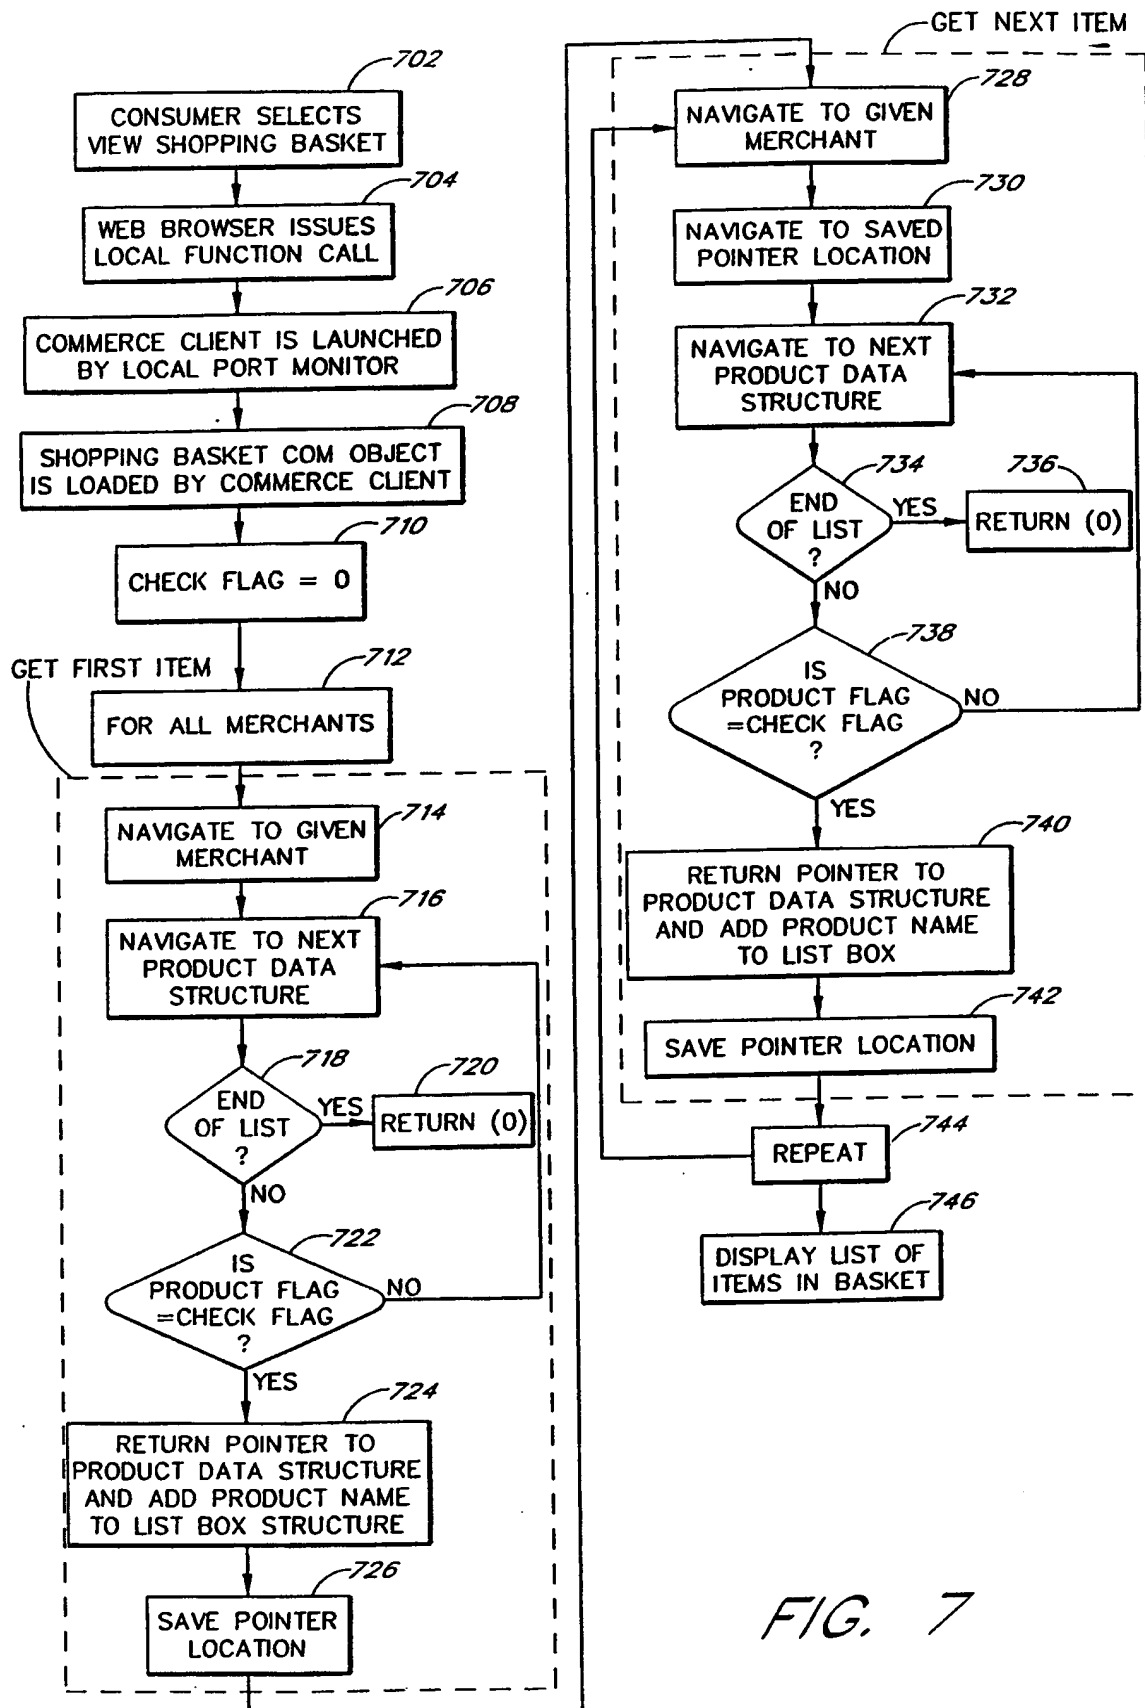 702
CONSUMER SELECTS
VIEW SHOPPING BASKET
704
WEB BROWSER ISSUES
LOCAL FUNCTION CALL
706
COMMERCE CLIENT IS LAUNCHED
BY LOCAL PORT MONITOR
708
SHOPPING BASKET COM OBJECT
IS LOADED BY COMMERCE CLIENT
710
CHECK FLAG = 0
GET FIRST ITEM
712
FOR ALL MERCHANTS
714
NAVIGATE TO GIVEN
MERCHANT
716
NAVIGATE TO NEXT
PRODUCT DATA
STRUCTURE
718
END
OF LIST
?
YES
720
RETURN (0)
NO
722
IS
PRODUCT FLAG
=CHECK FLAG
?
NO
YES
724
RETURN POINTER TO
PRODUCT DATA STRUCTURE
AND ADD PRODUCT NAME
TO LIST BOX STRUCTURE
726
SAVE POINTER
LOCATION
GET NEXT ITEM
728
NAVIGATE TO GIVEN
MERCHANT
730
NAVIGATE TO SAVED
POINTER LOCATION
732
NAVIGATE TO NEXT
PRODUCT DATA
STRUCTURE
734
END
OF LIST
?
YES
736
RETURN (0)
NO
738
IS
PRODUCT FLAG
=CHECK FLAG
?
NO
YES
740
RETURN POINTER TO
PRODUCT DATA STRUCTURE
AND ADD PRODUCT NAME
TO LIST BOX
742
SAVE POINTER LOCATION
744
REPEAT
746
DISPLAY LIST OF
ITEMS IN BASKET
FIG. 7